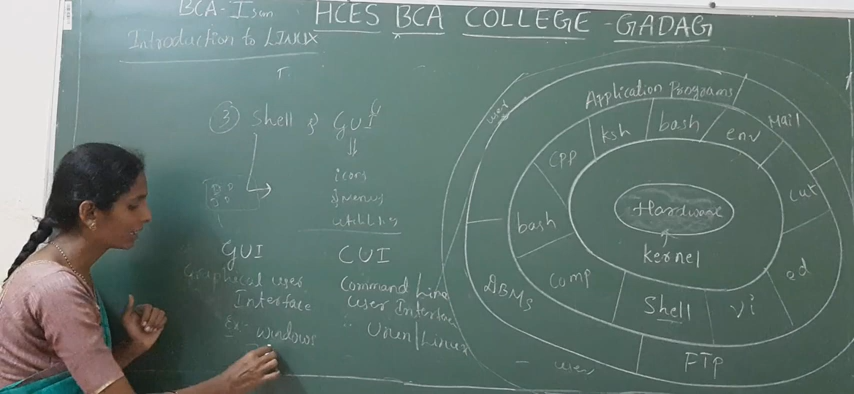 BCA-I Sem
HCES BCA COLLEGE - GADAG
Introduction to LINUX
③ Shell & GUI
icons
menus
utilities
GUI
Graphical user
Interface
Ex:- Windows
CUI
Command/Line
User Interface
Unix/Linux
user
Application Programs
Mail
cut
ed
vi
Shell
comp
bash
CPP
ksh
bash
env
Hardware
kernel
DBMS
FTP
user